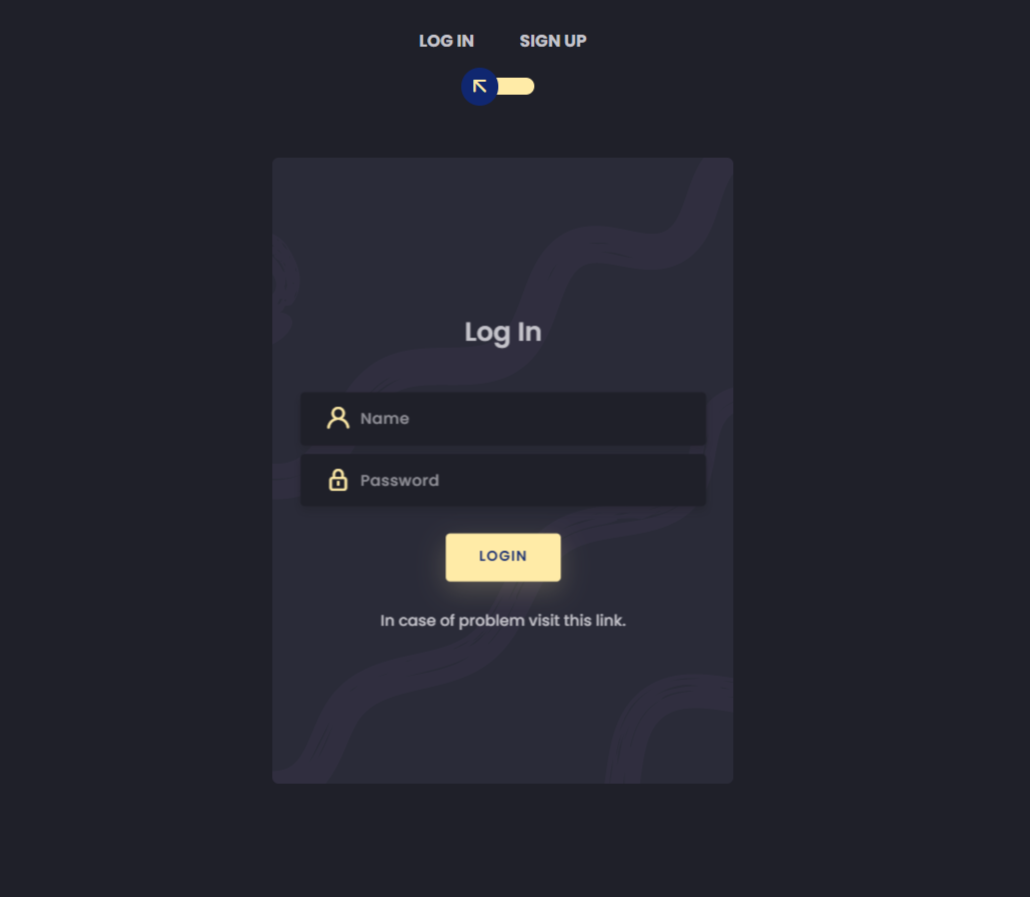 LOG IN SIGN UP
Log In
Name
Password
LOGIN
In case of problem visit this link.